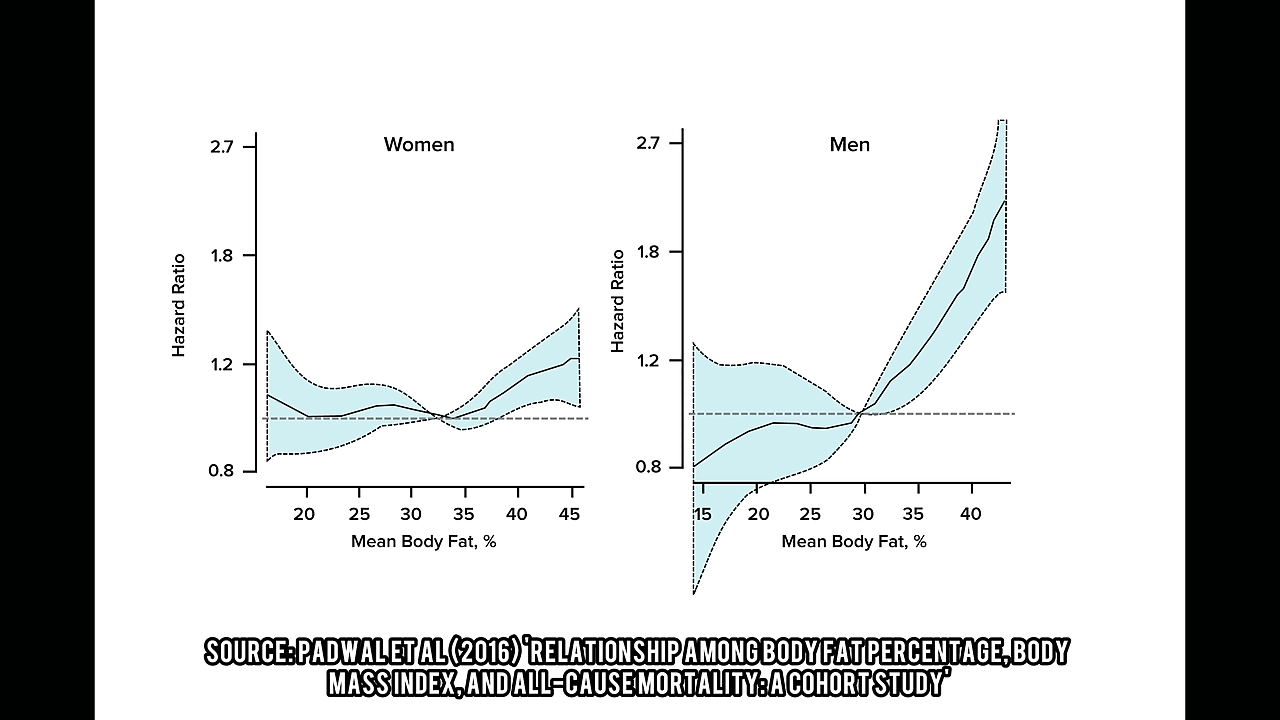 Women
Men
2.7
1.8
1.2
0.8
Hazard Ratio
20 25 30 35 40 45
Mean Body Fat, %
2.7
1.8
1.2
0.8
Hazard Ratio
15 20 25 30 35 40
Mean Body Fat, %
SOURCE: PADWAL ET AL (2016) 'RELATIONSHIP AMONG BODY FAT PERCENTAGE, BODY
MASS INDEX, AND ALL-CAUSE MORTALITY: A COHORT STUDY'